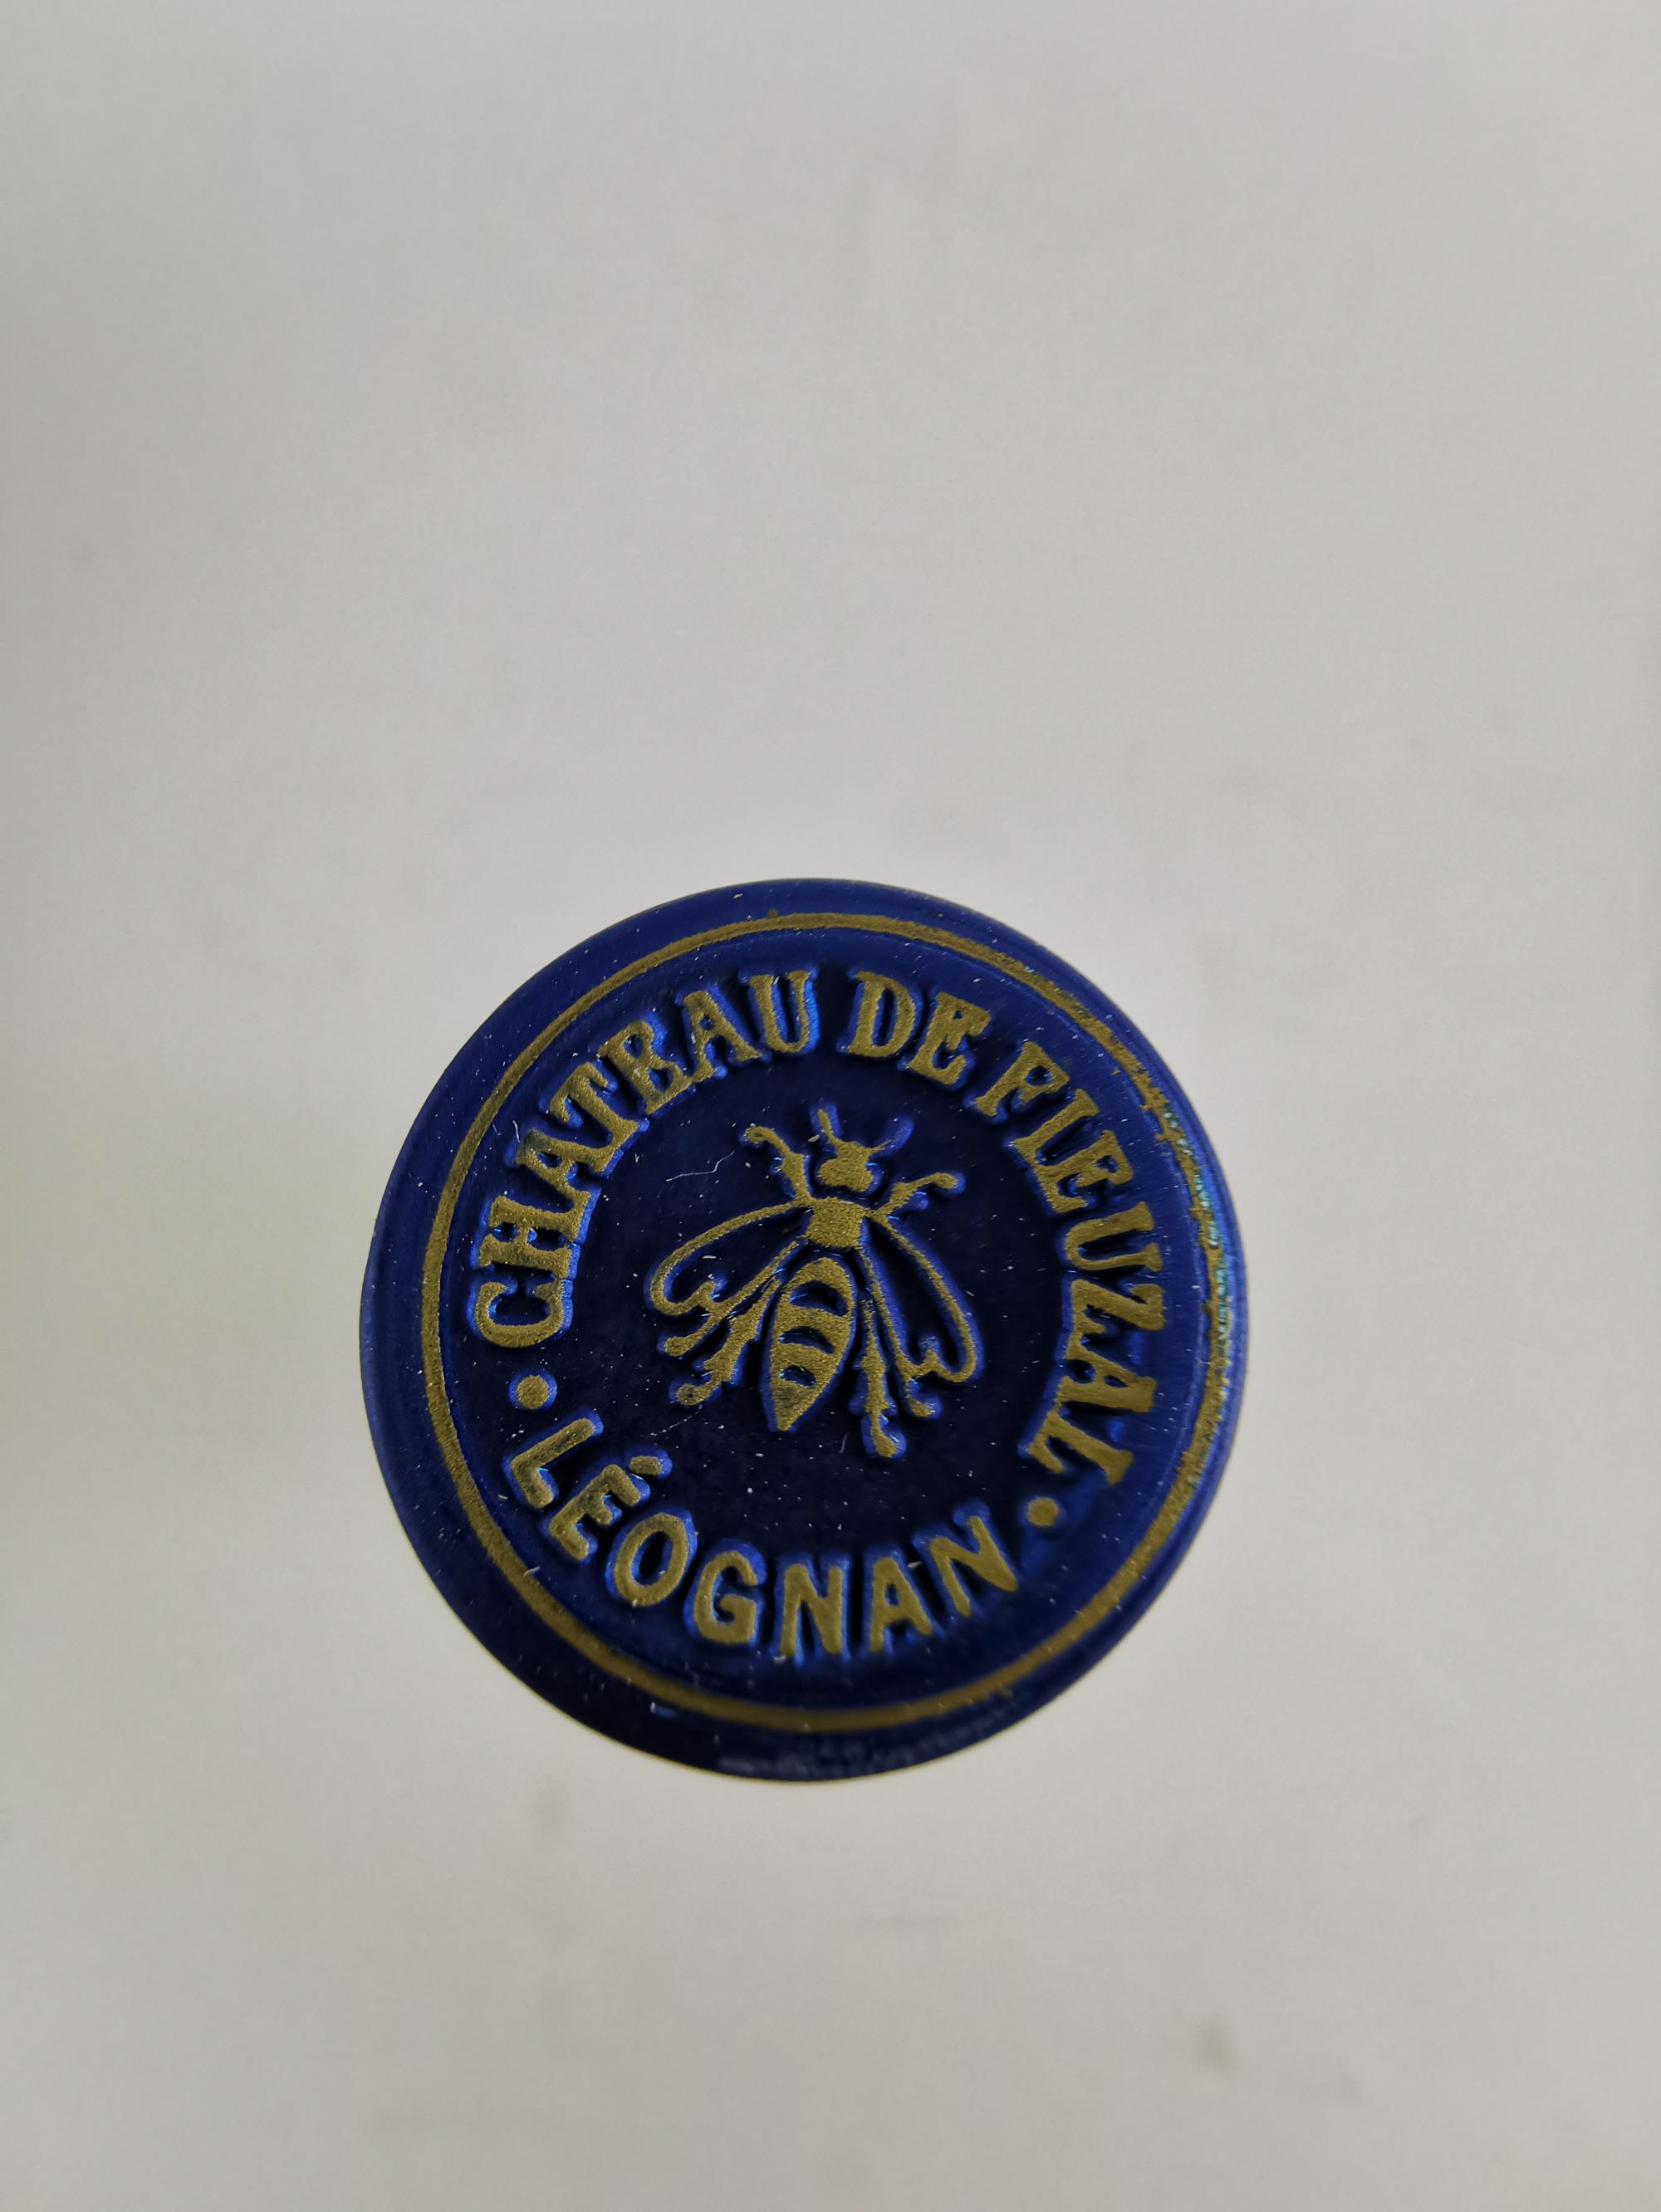 CHATEAU DE FIEUZAL
• LÉOGNAN •